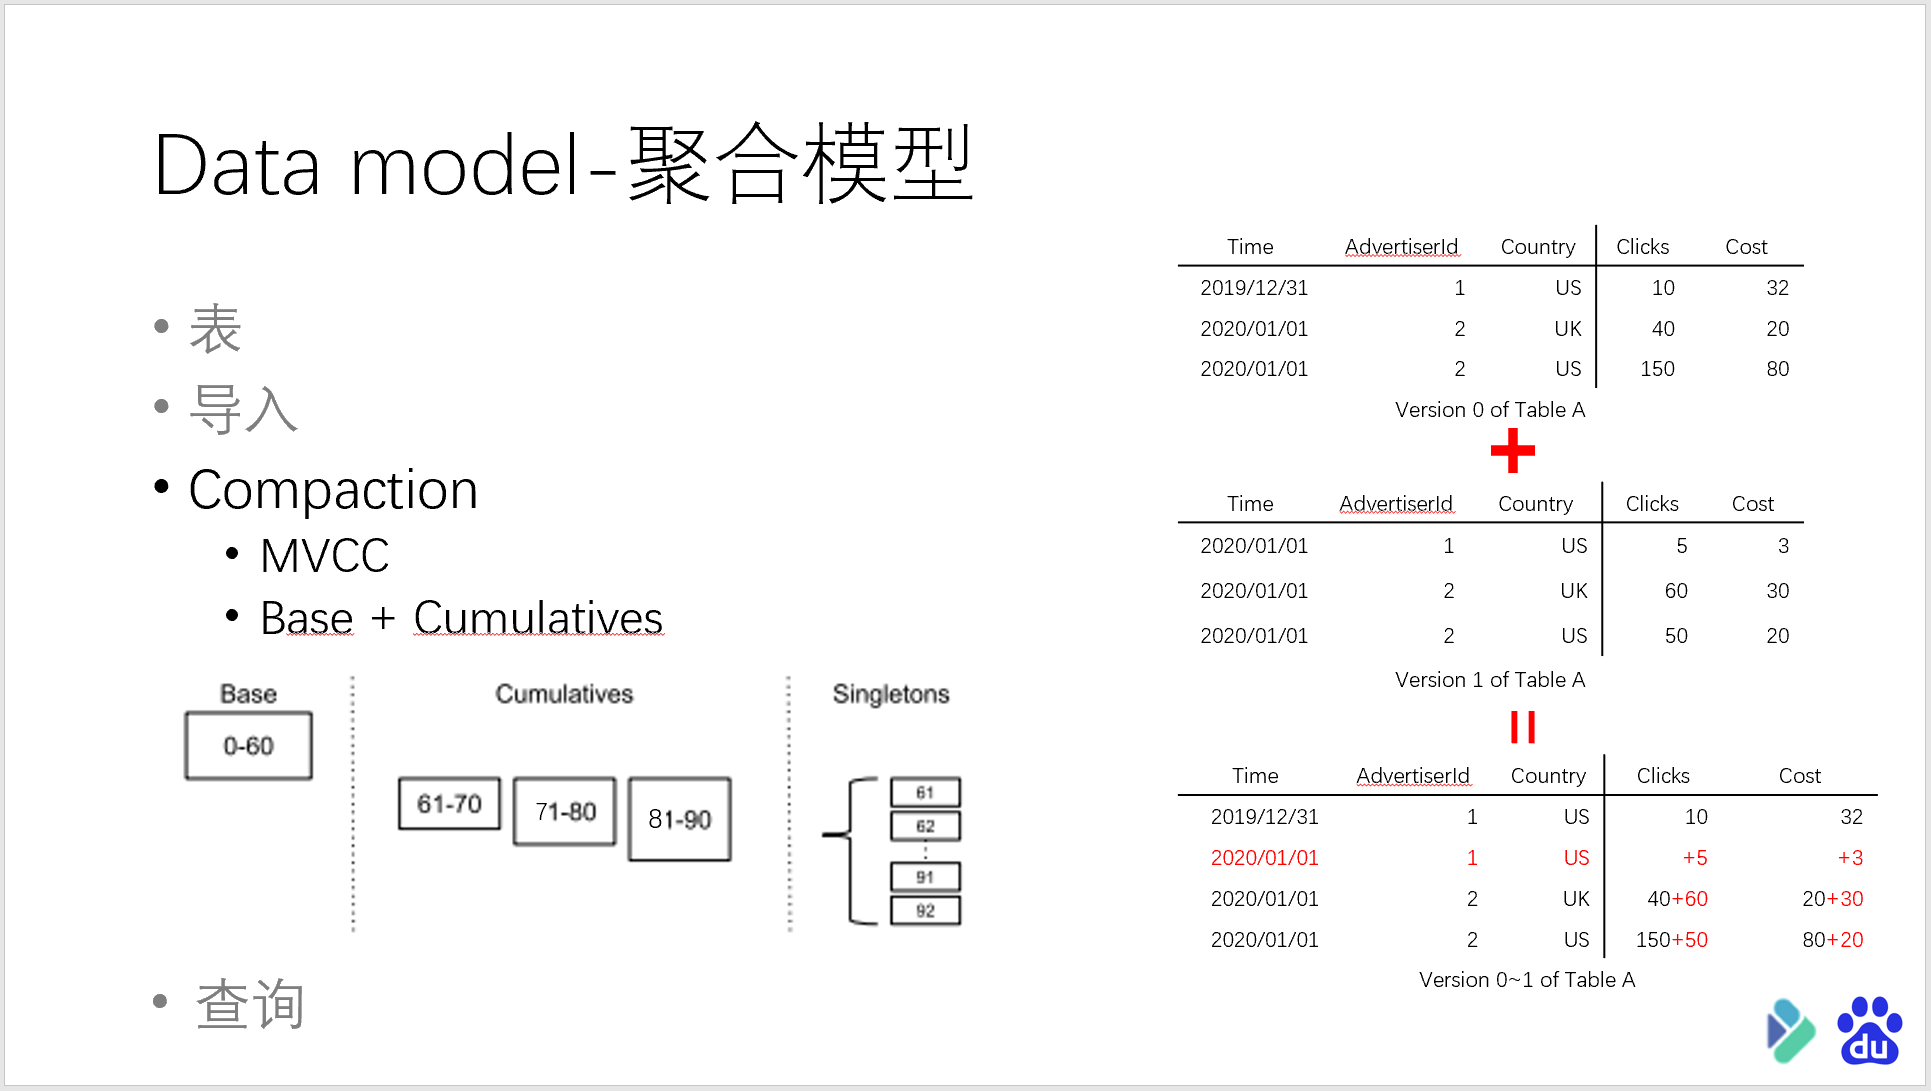 Data model-聚合模型
• 表
• 导入
• Compaction
• MVCC
• Base + Cumulatives
Base Cumulatives Singletons
0-60
61-70 71-80 81-90
61
62
91
92
• 查询
Time AdvertiserId Country Clicks Cost
2019/12/31 1 US 10 32
2020/01/01 2 UK 40 20
2020/01/01 2 US 150 80
Version 0 of Table A
+
Time AdvertiserId Country Clicks Cost
2020/01/01 1 US 5 3
2020/01/01 2 UK 60 30
2020/01/01 2 US 50 20
Version 1 of Table A
Time AdvertiserId Country Clicks Cost
2019/12/31 1 US 10 32
2020/01/01 1 US +5 +3
2020/01/01 2 UK 40+60 20+30
2020/01/01 2 US 150+50 80+20
Version 0~1 of Table A
du